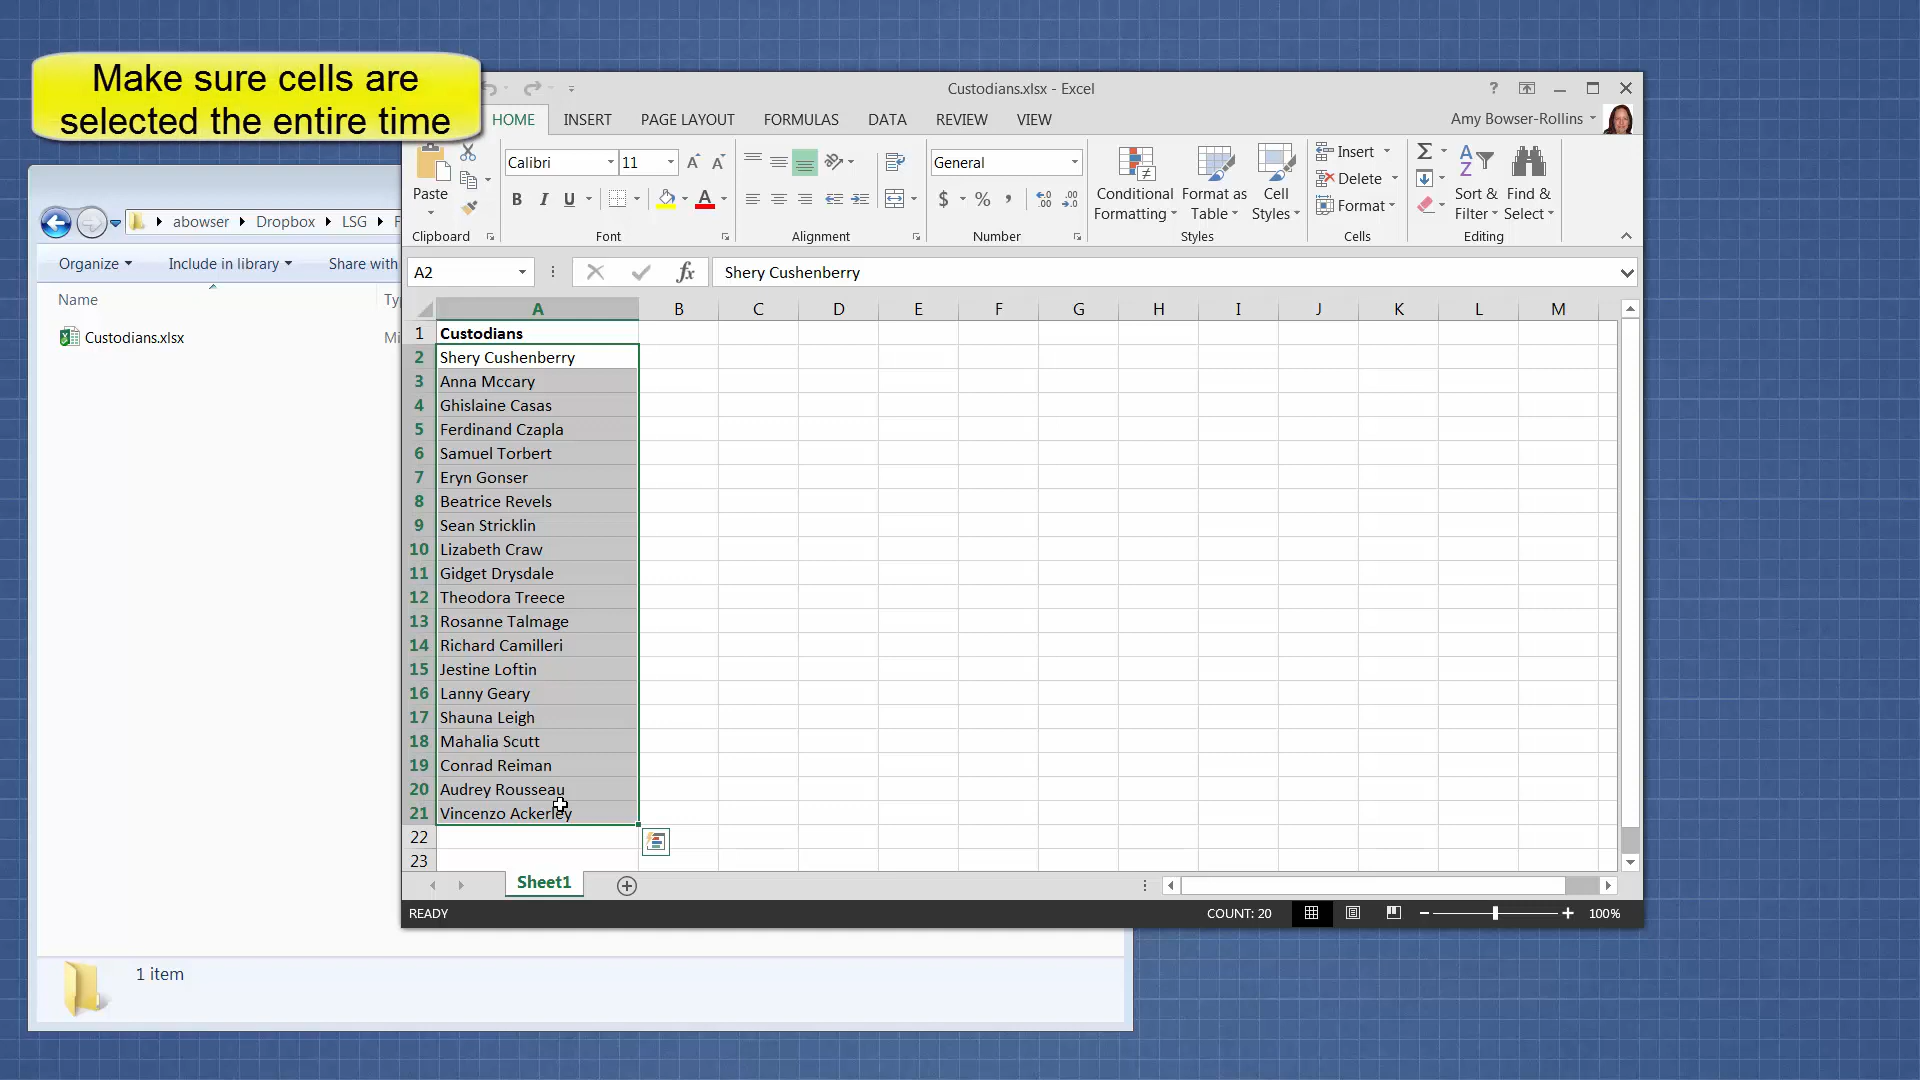 Make sure cells are
selected the entire time
Custodians.xlsx - Excel
?
HOME INSERT PAGE LAYOUT FORMULAS DATA REVIEW VIEW
Amy Bowser-Rollins
Paste
Clipboard
Calibri 11
B I U A
Font
Alignment
General
$ % ,
Number
Conditional
Formatting
Format as
Table
Cell
Styles
Styles
Insert
Delete
Format
Cells
Sort &
Filter
Find &
Select
Editing
abowser Dropbox LSG F
Organize Include in library Share with
Name Ty
Custodians.xlsx Mi
1 item
A2 fx Shery Cushenberry
A B C D E F G H I J K L M
1 Custodians
2 Shery Cushenberry
3 Anna Mccary
4 Ghislaine Casas
5 Ferdinand Czapla
6 Samuel Torbert
7 Eryn Gonser
8 Beatrice Revels
9 Sean Stricklin
10 Lizabeth Craw
11 Gidget Drysdale
12 Theodora Treece
13 Rosanne Talmage
14 Richard Camilleri
15 Jestine Loftin
16 Lanny Geary
17 Shauna Leigh
18 Mahalia Scutt
19 Conrad Reiman
20 Audrey Rousseau
21 Vincenzo Ackerley
22
23
Sheet1
READY COUNT: 20 100%